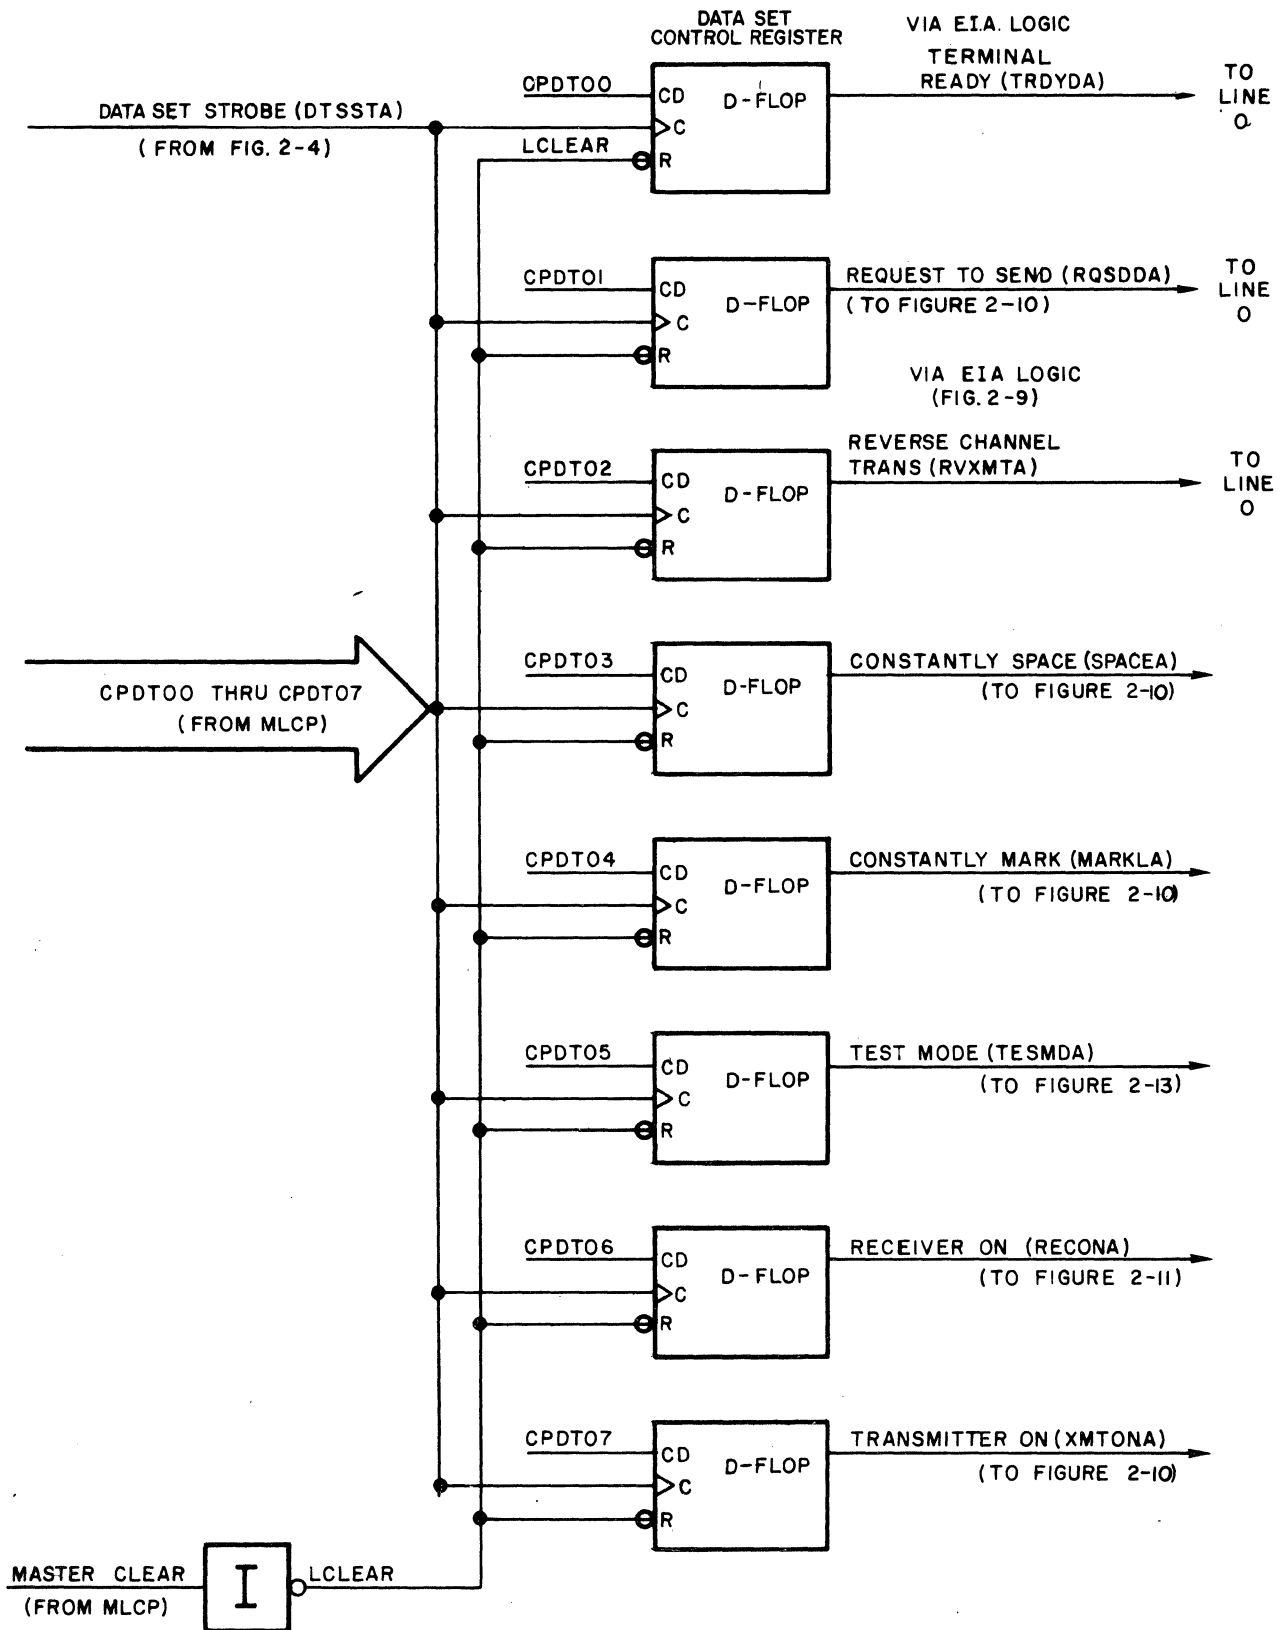 DATA SET
CONTROL REGISTER
VIA E.I.A. LOGIC
TERMINAL
READY (TRDYDA)
TO
LINE
0
CPDT00
CD
D-FLOP
DATA SET STROBE (DTSSTA)
(FROM FIG. 2-4)
C
LCLEAR
R
CPDT01
CD
D-FLOP
C
R
REQUEST TO SEND (RQSDDA)
(TO FIGURE 2-10)
TO
LINE
0
VIA EIA LOGIC
(FIG. 2-9)
REVERSE CHANNEL
TRANS (RVXMTA)
TO
LINE
0
CPDT02
CD
D-FLOP
C
R
CPDT03
CD
D-FLOP
C
R
CONSTANTLY SPACE (SPACEA)
(TO FIGURE 2-10)
CPDT00 THRU CPDT07
(FROM MLCP)
CPDT04
CD
D-FLOP
C
R
CONSTANTLY MARK (MARKLA)
(TO FIGURE 2-10)
CPDT05
CD
D-FLOP
C
R
TEST MODE (TESMDA)
(TO FIGURE 2-13)
CPDT06
CD
D-FLOP
C
R
RECEIVER ON (RECONA)
(TO FIGURE 2-11)
CPDT07
CD
D-FLOP
C
R
TRANSMITTER ON (XMTONA)
(TO FIGURE 2-10)
MASTER CLEAR
(FROM MLCP)
I
LCLEAR